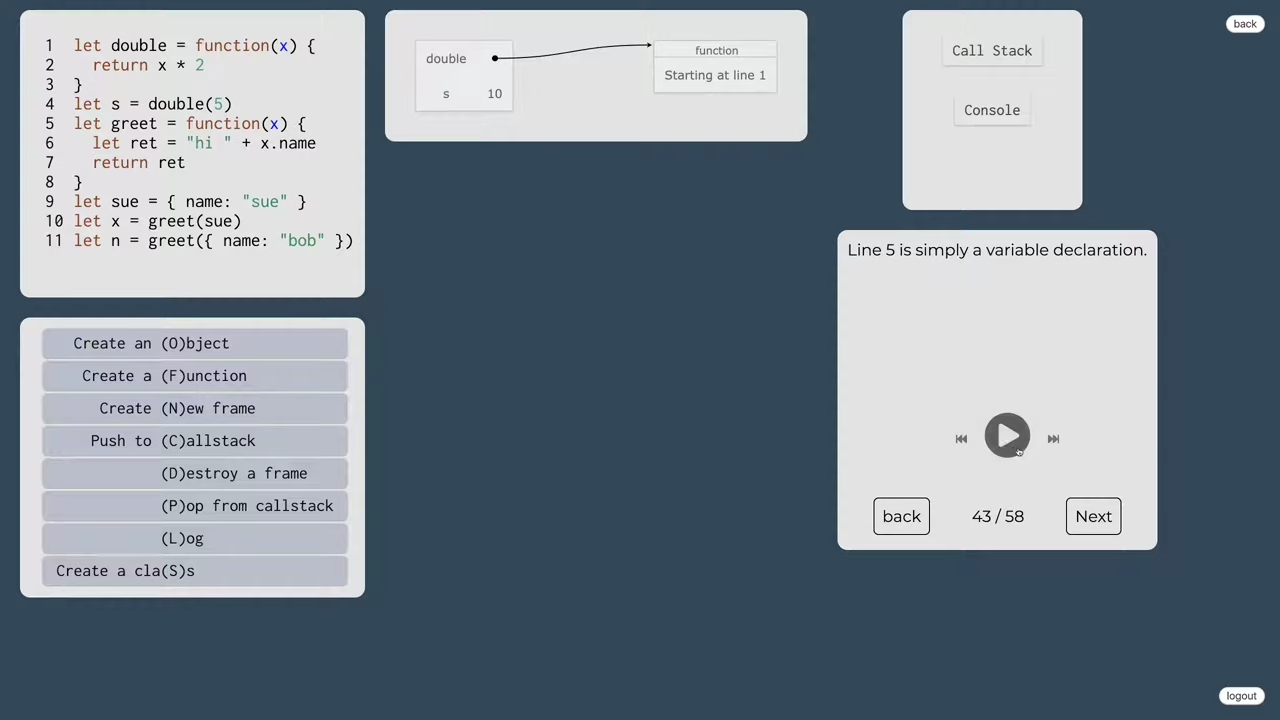 1 let double = function(x) {
2 return x * 2
3 }
4 let s = double(5)
5 let greet = function(x) {
6 let ret = "hi " + x.name
7 return ret
8 }
9 let sue = { name: "sue" }
10 let x = greet(sue)
11 let n = greet({ name: "bob" })
Create an (O)bject
Create a (F)unction
Create (N)ew frame
Push to (C)allstack
(D)estroy a frame
(P)op from callstack
(L)og
Create a cla(S)s
double
s 10
function
Starting at line 1
Call Stack
Console
back
Line 5 is simply a variable declaration.
back 43 / 58 Next
logout